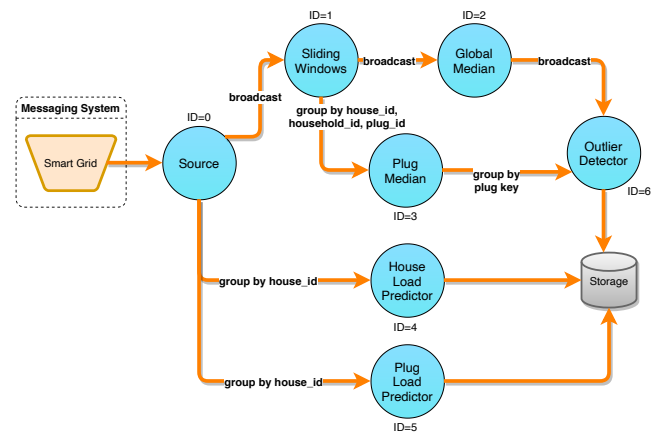 ID=1
ID=2
Sliding
Windows
broadcast
Global
Median
broadcast
Messaging System
broadcast
group by house_id,
household_id, plug_id
ID=0
Smart Grid
Source
Plug
Median
group by
plug key
Outlier
Detector
ID=3
ID=6
group by house_id
House
Load
Predictor
Storage
ID=4
group by house_id
Plug
Load
Predictor
ID=5